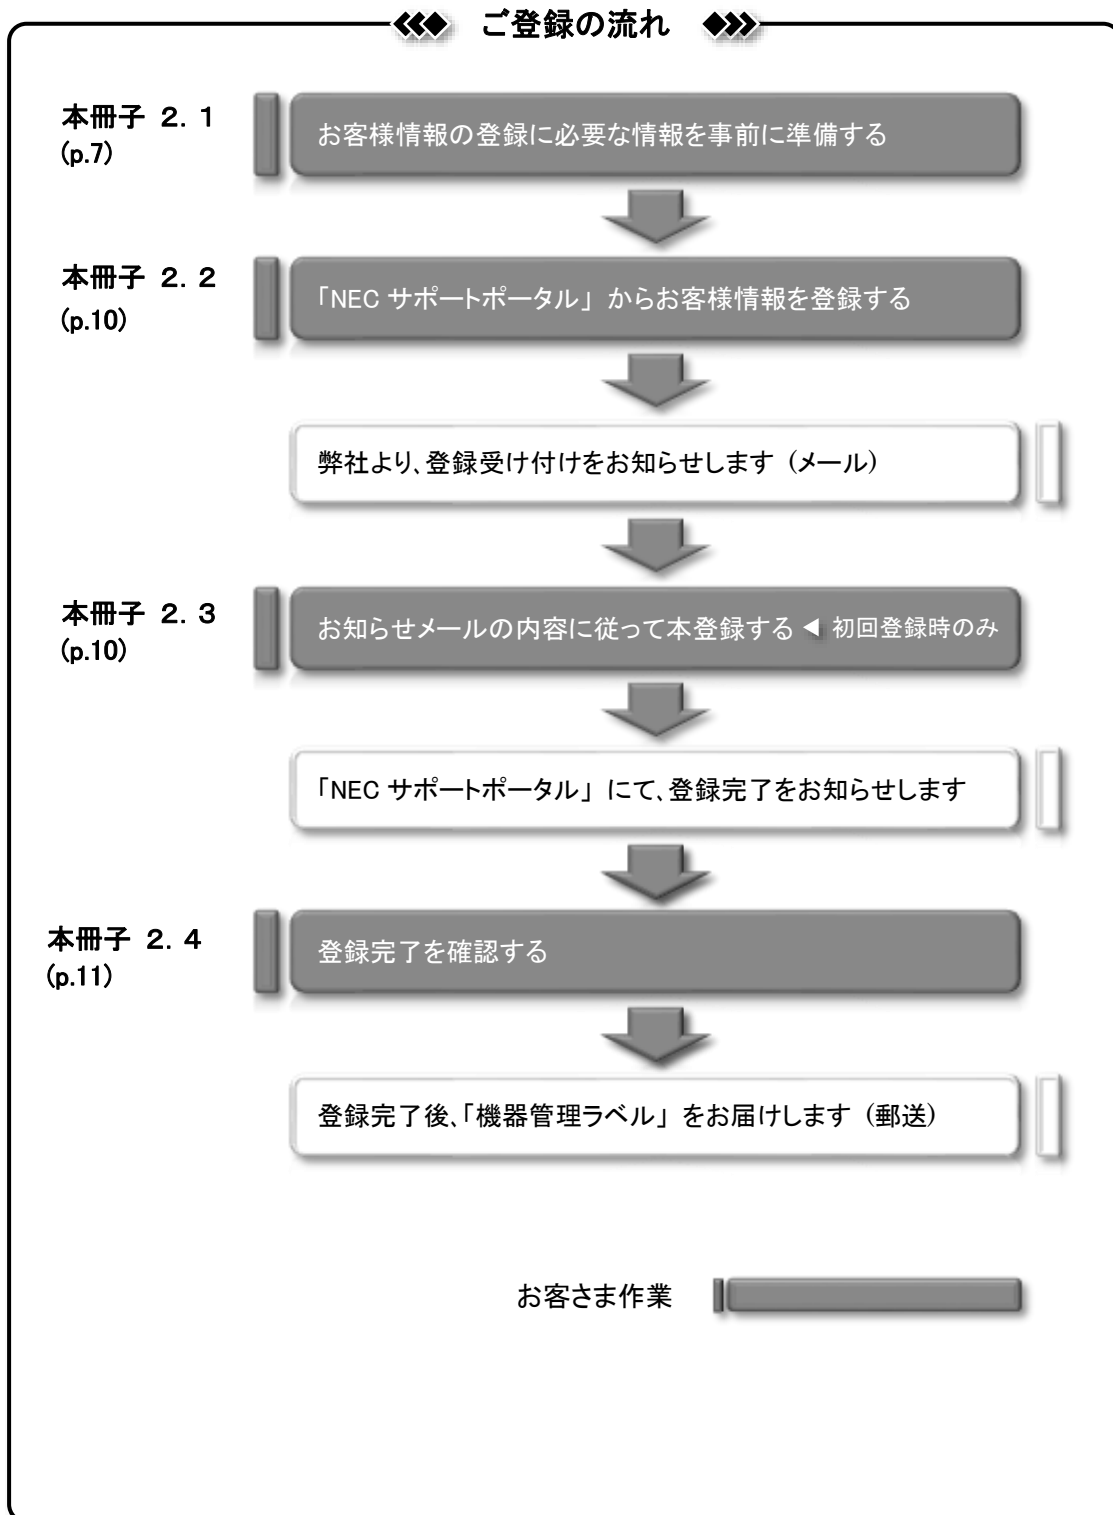 ご登録の流れ
本冊子 2.1
(p.7)
お客様情報の登録に必要な情報を事前に準備する
本冊子 2.2
(p.10)
「NEC サポートポータル」 からお客様情報を登録する
弊社より、登録受け付けをお知らせします (メール)
本冊子 2.3
(p.10)
お知らせメールの内容に従って本登録する ◀ 初回登録時のみ
「NEC サポートポータル」 にて、登録完了をお知らせします
本冊子 2.4
(p.11)
登録完了を確認する
登録完了後、「機器管理ラベル」 をお届けします (郵送)
お客さま作業